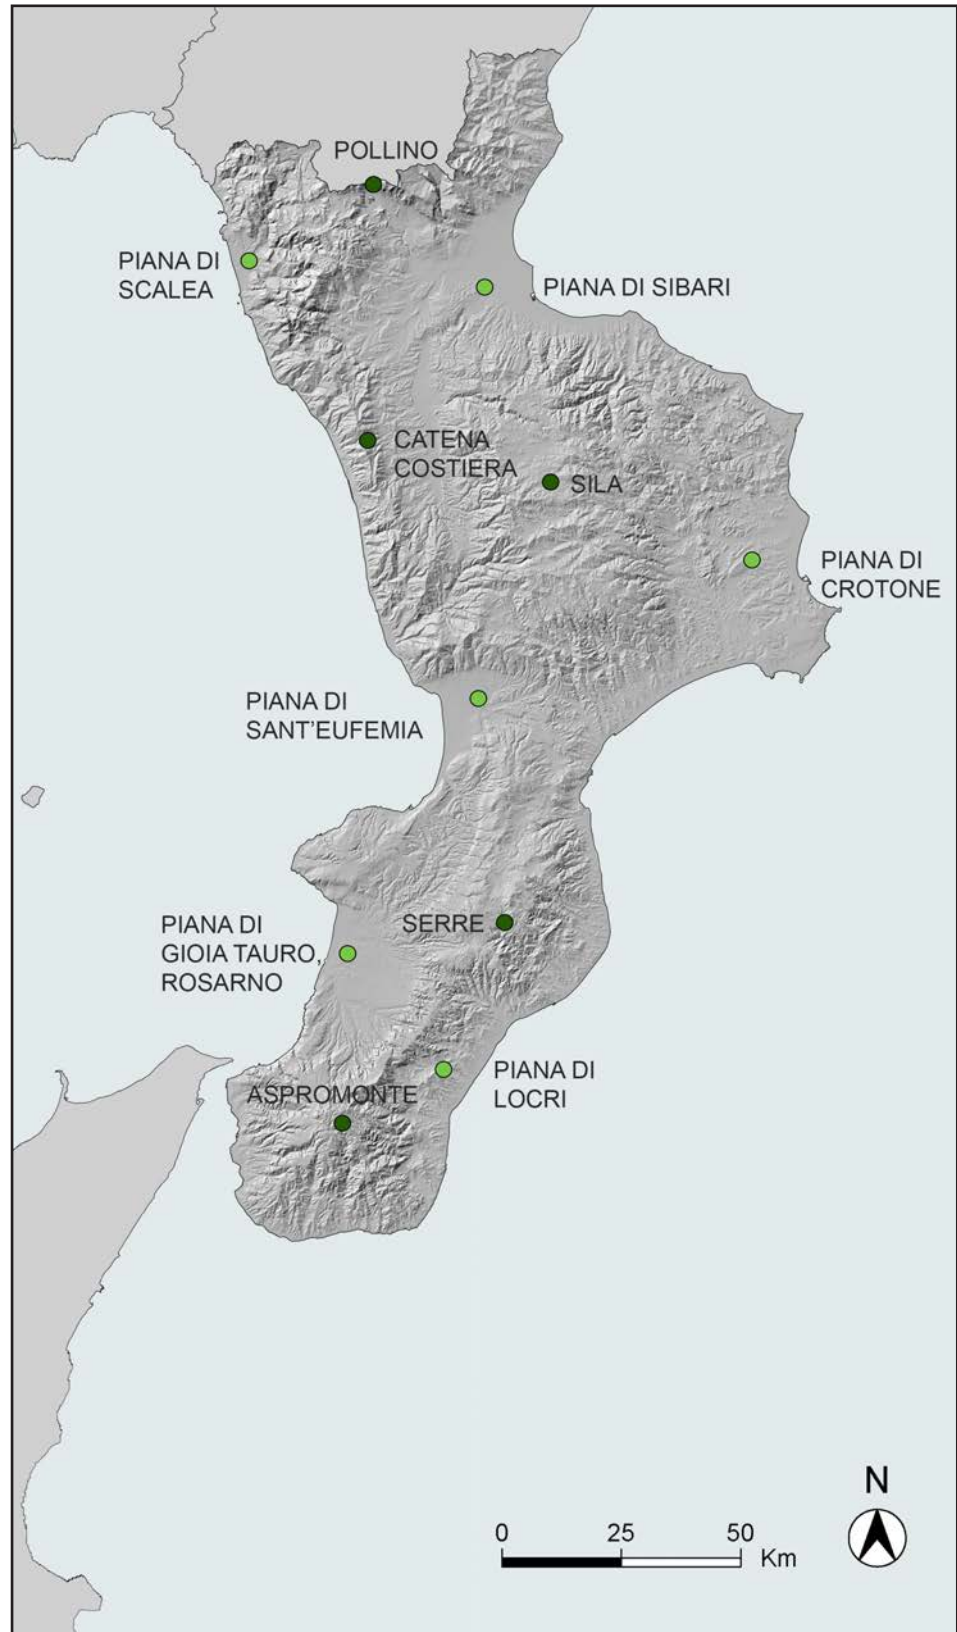 POLLINO
PIANA DI
SCALEA
PIANA DI SIBARI
CATENA
COSTIERA
SILA
PIANA DI
CROTONE
PIANA DI
SANT'EUFEMIA
PIANA DI
GIOIA TAURO,
ROSARNO
SERRE
PIANA DI
LOCRI
ASPROMONTE
N
0 25 50
Km